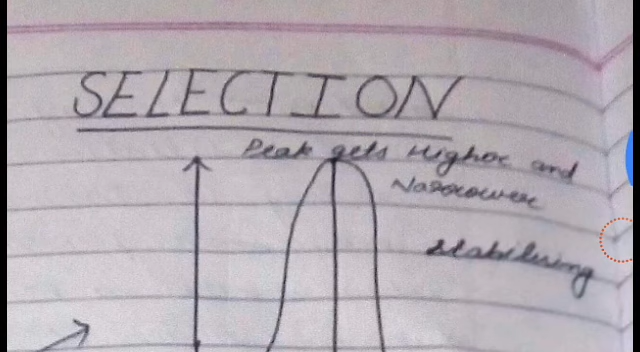 SELECTION
Peak gets Higher and
Narrower
Stabilising